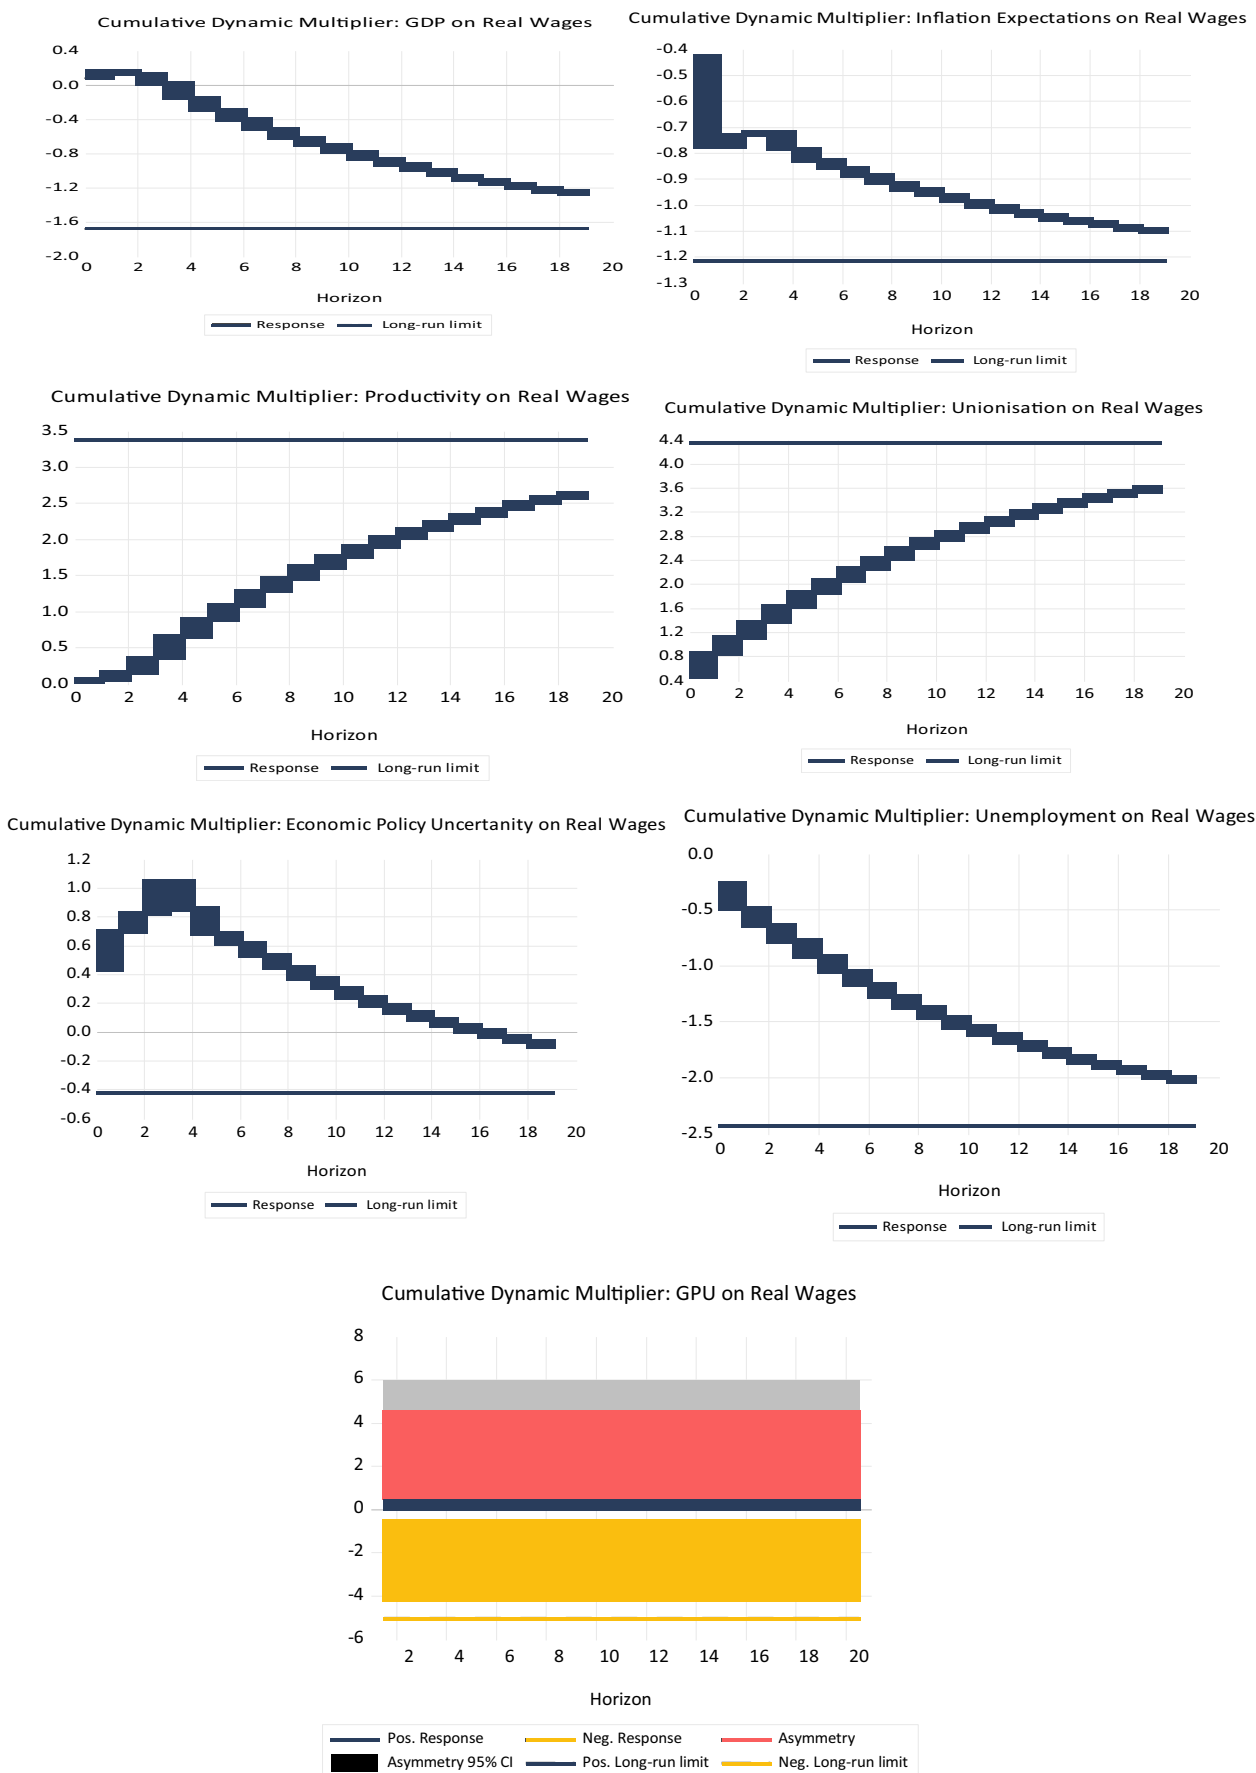 Cumulative Dynamic Multiplier: GDP on Real Wages
0.4
0.0
-0.4
-0.8
-1.2
-1.6
-2.0
0 2 4 6 8 10 12 14 16 18 20
Horizon
Response Long-run limit
Cumulative Dynamic Multiplier: Inflation Expectations on Real Wages
-0.4
-0.5
-0.6
-0.7
-0.8
-0.9
-1.0
-1.1
-1.2
-1.3
0 2 4 6 8 10 12 14 16 18 20
Horizon
Response Long-run limit
Cumulative Dynamic Multiplier: Productivity on Real Wages
3.5
3.0
2.5
2.0
1.5
1.0
0.5
0.0
0 2 4 6 8 10 12 14 16 18 20
Horizon
Response Long-run limit
Cumulative Dynamic Multiplier: Unionisation on Real Wages
4.4
4.0
3.6
3.2
2.8
2.4
2.0
1.6
1.2
0.8
0.4
0 2 4 6 8 10 12 14 16 18 20
Horizon
Response Long-run limit
Cumulative Dynamic Multiplier: Economic Policy Uncertanity on Real Wages
1.2
1.0
0.8
0.6
0.4
0.2
0.0
-0.2
-0.4
-0.6
0 2 4 6 8 10 12 14 16 18 20
Horizon
Response Long-run limit
Cumulative Dynamic Multiplier: Unemployment on Real Wages
0.0
-0.5
-1.0
-1.5
-2.0
-2.5
0 2 4 6 8 10 12 14 16 18 20
Horizon
Response Long-run limit
Cumulative Dynamic Multiplier: GPU on Real Wages
8
6
4
2
0
-2
-4
-6
2 4 6 8 10 12 14 16 18 20
Horizon
Pos. Response Neg. Response Asymmetry
Asymmetry 95% CI Pos. Long-run limit Neg. Long-run limit